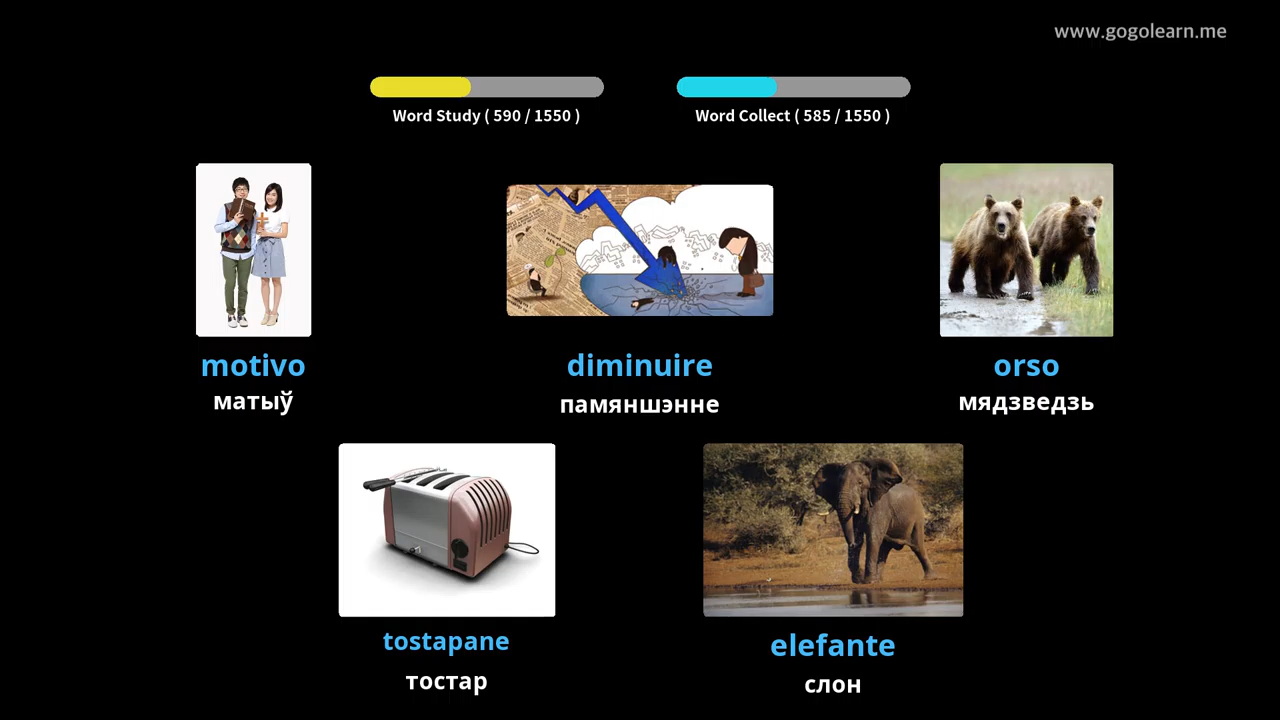 www.gogolearn.me
Word Study ( 590 / 1550 )
Word Collect ( 585 / 1550 )
motivo
матыў
diminuire
памяншэнне
orso
мядзведзь
tostapane
тостар
elefante
слон